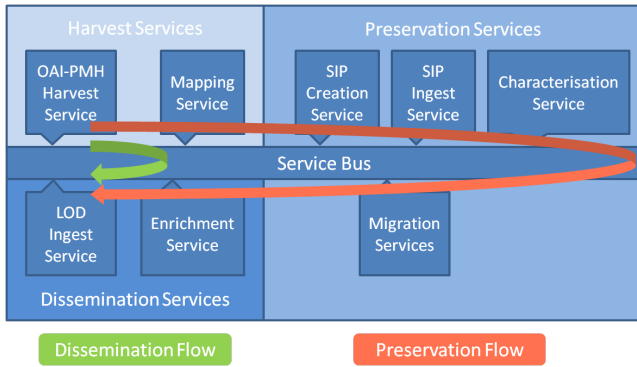 Harvest Services
Preservation Services
OAI-PMH
Harvest
Service
Mapping
Service
SIP
Creation
Service
SIP
Ingest
Service
Characterisation
Service
Service Bus
LOD
Ingest
Service
Enrichment
Service
Migration
Services
Dissemination Services
Dissemination Flow
Preservation Flow